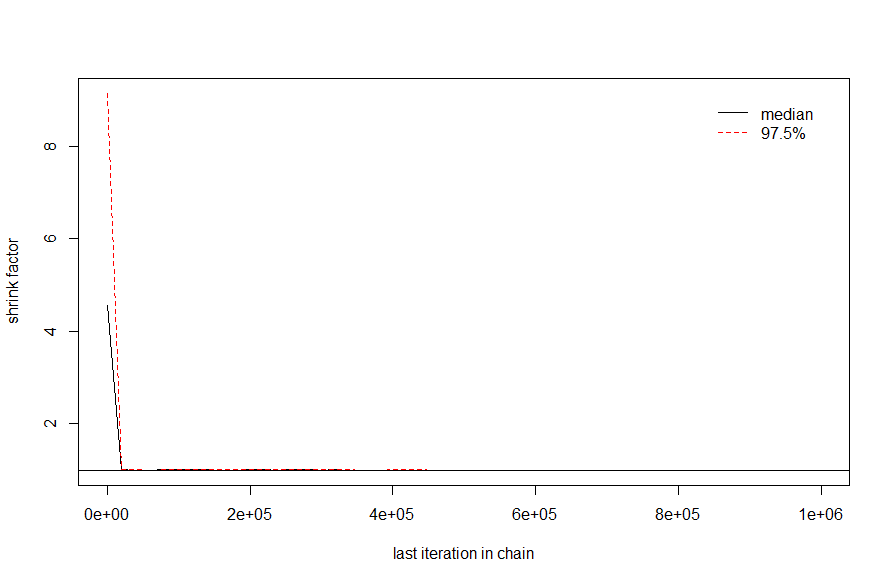 median
97.5%
8
6
4
2
shrink factor
0e+00
2e+05
4e+05
6e+05
8e+05
1e+06
last iteration in chain